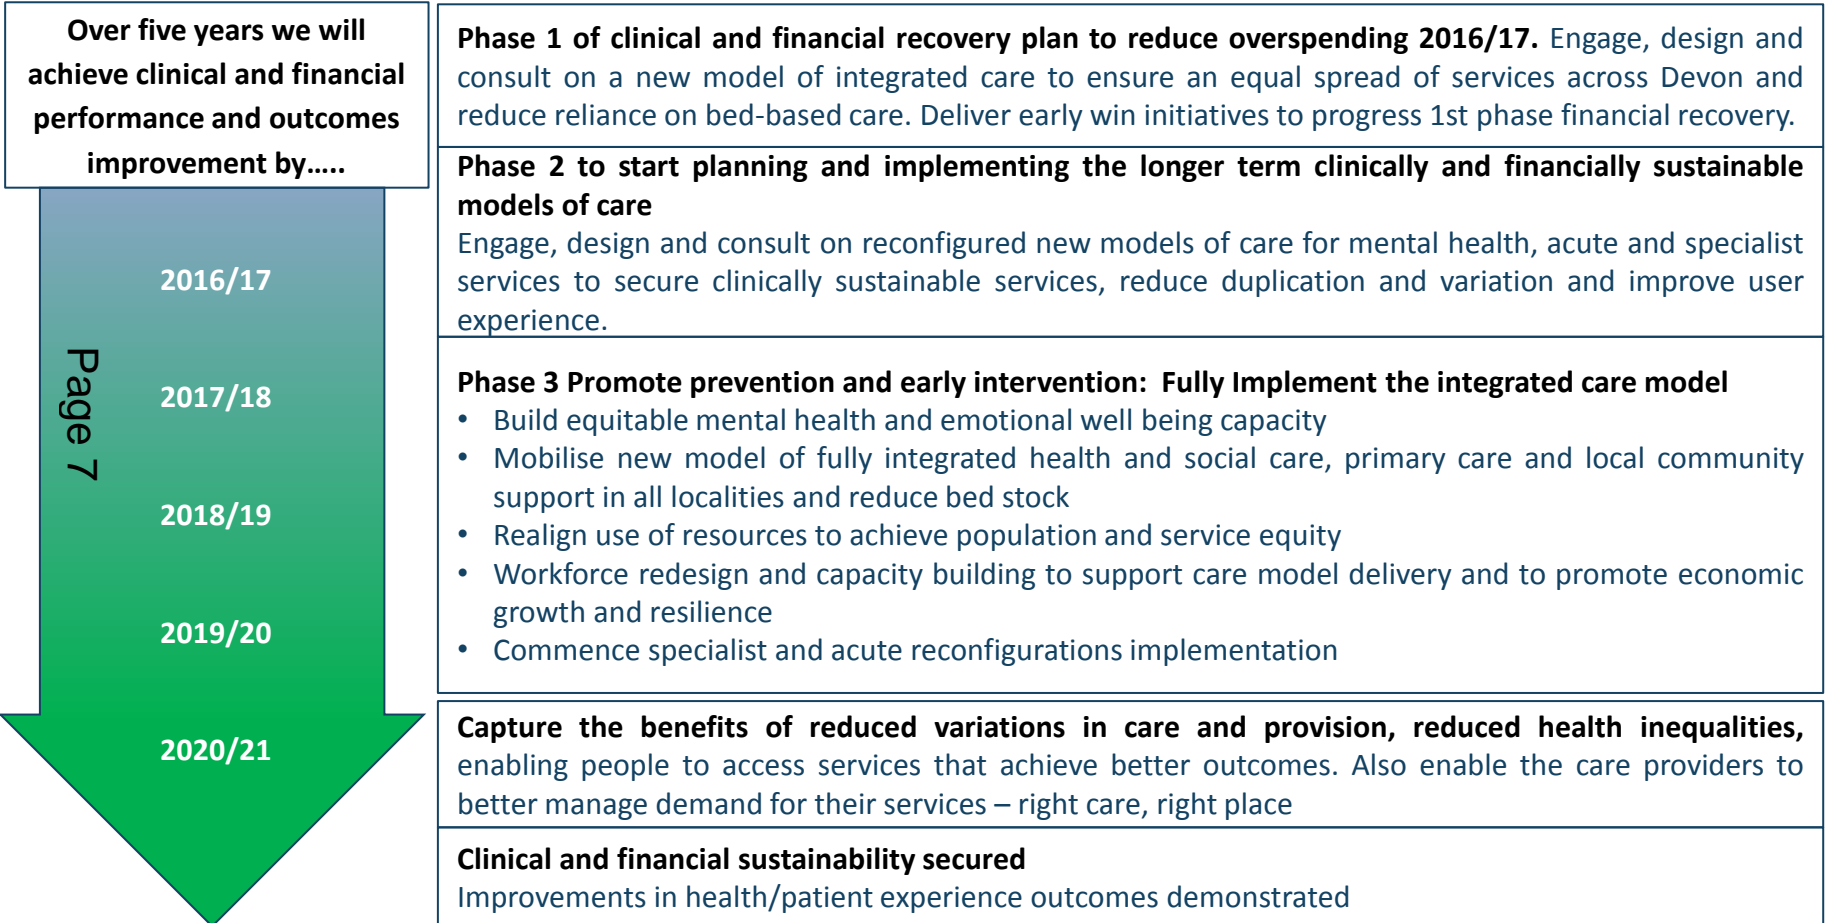 Over five years we will
achieve clinical and financial
performance and outcomes
improvement by.....
2016/17
2017/18
2018/19
2019/20
2020/21
Page 7
Phase 1 of clinical and financial recovery plan to reduce overspending 2016/17. Engage, design and
consult on a new model of integrated care to ensure an equal spread of services across Devon and
reduce reliance on bed-based care. Deliver early win initiatives to progress 1st phase financial recovery.
Phase 2 to start planning and implementing the longer term clinically and financially sustainable
models of care
Engage, design and consult on reconfigured new models of care for mental health, acute and specialist
services to secure clinically sustainable services, reduce duplication and variation and improve user
experience.
Phase 3 Promote prevention and early intervention: Fully Implement the integrated care model
• Build equitable mental health and emotional well being capacity
• Mobilise new model of fully integrated health and social care, primary care and local community
support in all localities and reduce bed stock
• Realign use of resources to achieve population and service equity
• Workforce redesign and capacity building to support care model delivery and to promote economic
growth and resilience
• Commence specialist and acute reconfigurations implementation
Capture the benefits of reduced variations in care and provision, reduced health inequalities,
enabling people to access services that achieve better outcomes. Also enable the care providers to
better manage demand for their services – right care, right place
Clinical and financial sustainability secured
Improvements in health/patient experience outcomes demonstrated